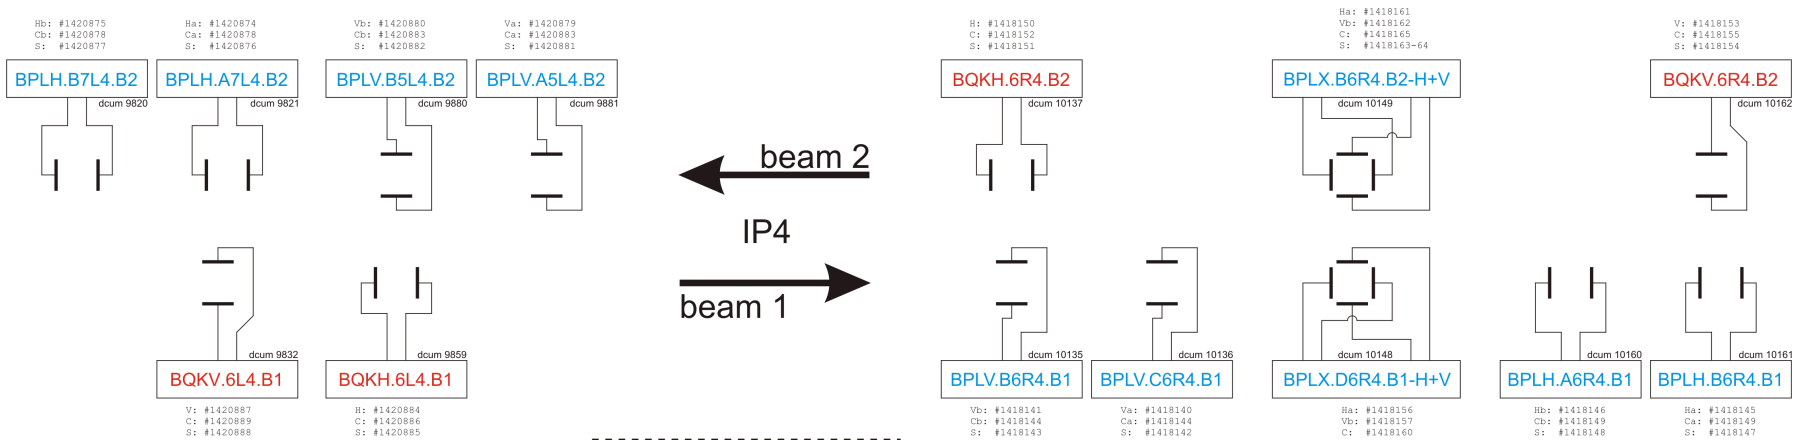 Hb: #1420875
Cb: #1420878
S: #1420877
BPLH.B7L4.B2
dcum 9820
Ha: #1420874
Ca: #1420878
S: #1420876
BPLH.A7L4.B2
dcum 9821
Vb: #1420880
Cb: #1420883
S: #1420882
BPLV.B5L4.B2
dcum 9880
Va: #1420879
Ca: #1420883
S: #1420881
BPLV.A5L4.B2
dcum 9881
H: #1418150
C: #1418152
S: #1418151
BQKH.6R4.B2
dcum 10137
Ha: #1418161
Vb: #1418162
C: #1418165
S: #1418163-64
BPLX.B6R4.B2-H+V
dcum 10149
V: #1418153
C: #1418155
S: #1418154
BQKV.6R4.B2
dcum 10162
beam 2
IP4
beam 1
dcum 9832
BQKV.6L4.B1
V: #1420887
C: #1420889
S: #1420888
dcum 9859
BQKH.6L4.B1
H: #1420884
C: #1420886
S: #1420885
dcum 10135
BPLV.B6R4.B1
Vb: #1418141
Cb: #1418144
S: #1418143
dcum 10136
BPLV.C6R4.B1
Va: #1418140
Ca: #1418144
S: #1418142
dcum 10148
BPLX.D6R4.B1-H+V
Ha: #1418156
Vb: #1418157
C: #1418160
dcum 10160
BPLH.A6R4.B1
Hb: #1418146
Cb: #1418149
S: #1418148
dcum 10161
BPLH.B6R4.B1
Ha: #1418145
Ca: #1418149
S: #1418147